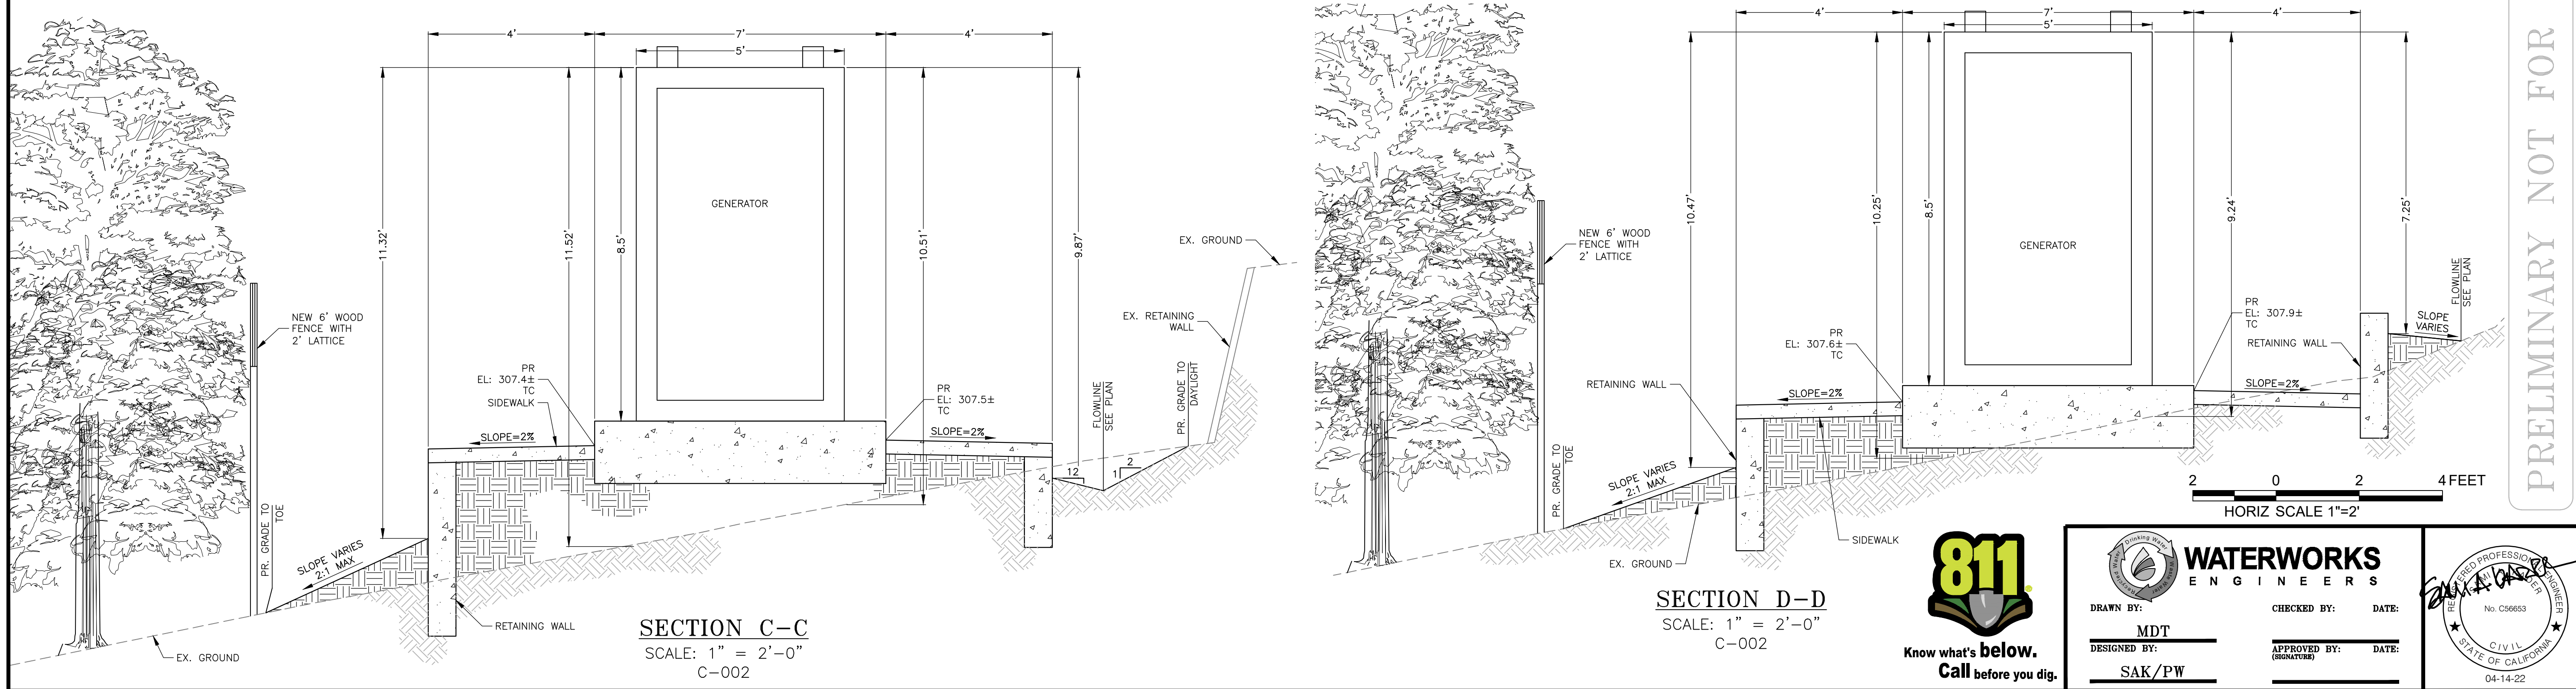 4'
7'
4'
5'
11.32'
11.52'
8.5'
10.51'
9.87'
GENERATOR
NEW 6' WOOD
FENCE WITH
2' LATTICE
EX. GROUND
EX. RETAINING
WALL
PR
EL: 307.4±
TC
SIDEWALK
PR
EL: 307.5±
TC
SLOPE=2%
SLOPE=2%
FLOWLINE
SEE PLAN
PR. GRADE TO
DAYLIGHT
12
1
2
PR. GRADE TO
TOE
SLOPE VARIES
2:1 MAX
RETAINING WALL
EX. GROUND
SECTION C-C
SCALE: 1" = 2'-0"
C-002
4'
7'
4'
5'
10.47'
10.25'
8.5'
9.24'
7.25'
GENERATOR
NEW 6' WOOD
FENCE WITH
2' LATTICE
PR
EL: 307.6±
TC
PR
EL: 307.9±
TC
FLOWLINE
SEE PLAN
SLOPE
VARIES
RETAINING WALL
RETAINING WALL
SLOPE=2%
SLOPE=2%
PR. GRADE TO
TOE
SLOPE VARIES
2:1 MAX
SIDEWALK
EX. GROUND
SECTION D-D
SCALE: 1" = 2'-0"
C-002
2 0 2 4 FEET
HORIZ SCALE 1"=2'
PRELIMINARY NOT FOR
811
Know what's below.
Call before you dig.
Drinking Water
Waste Water
WATERWORKS
ENGINEERS
DRAWN BY:
MDT
DESIGNED BY:
SAK/PW
CHECKED BY: DATE:
APPROVED BY: DATE:
(SIGNATURE)
REGISTERED PROFESSIONAL ENGINEER
No. C56653
CIVIL
STATE OF CALIFORNIA
04-14-22